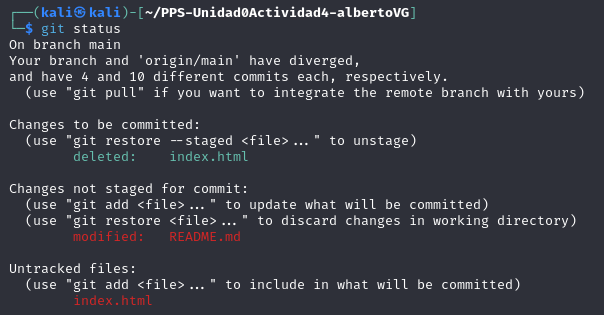 ┌──(kali㉿kali)-[~/PPS-Unidad0Actividad4-albertoVG]
└─$ git status
On branch main
Your branch and 'origin/main' have diverged,
and have 4 and 10 different commits each, respectively.
  (use "git pull" if you want to integrate the remote branch with yours)

Changes to be committed:
  (use "git restore --staged <file>..." to unstage)
        deleted:    index.html

Changes not staged for commit:
  (use "git add <file>..." to update what will be committed)
  (use "git restore <file>..." to discard changes in working directory)
        modified:   README.md

Untracked files:
  (use "git add <file>..." to include in what will be committed)
        index.html